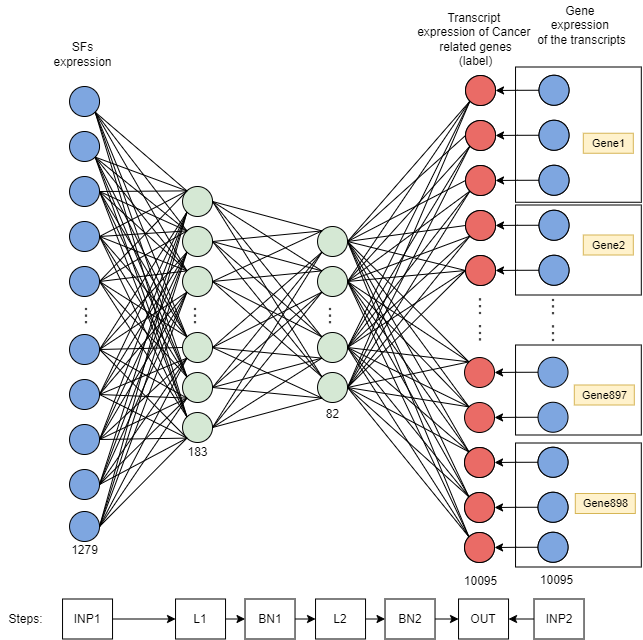 SFs
expression
Transcript
expression of Cancer
related genes
(label)
Gene
expression
of the transcripts
Gene1
Gene2
Gene897
Gene898
82
183
1279
10095
10095
Steps:
INP1
L1
BN1
L2
BN2
OUT
INP2